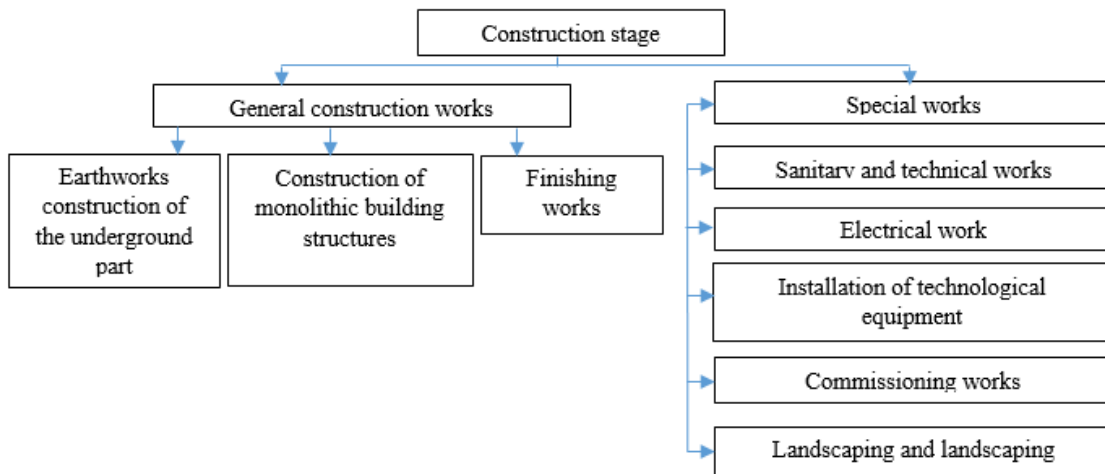 Construction stage
General construction works
Special works
Earthworks
construction of
the underground
part
Construction of
monolithic building
structures
Finishing
works
Sanitary and technical works
Electrical work
Installation of technological
equipment
Commissioning works
Landscaping and landscaping